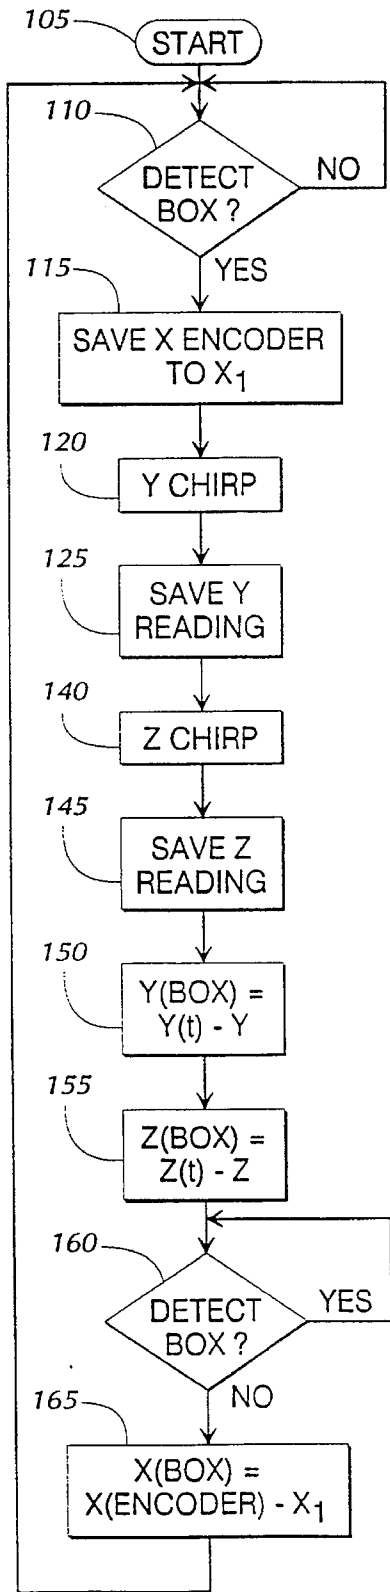 105
START
110
DETECT
BOX ?
NO
YES
115
SAVE X ENCODER
TO X1
120
Y CHIRP
125
SAVE Y
READING
140
Z CHIRP
145
SAVE Z
READING
150
Y(BOX) =
Y(t) - Y
155
Z(BOX) =
Z(t) - Z
160
DETECT
BOX ?
YES
NO
165
X(BOX) =
X(ENCODER) - X1